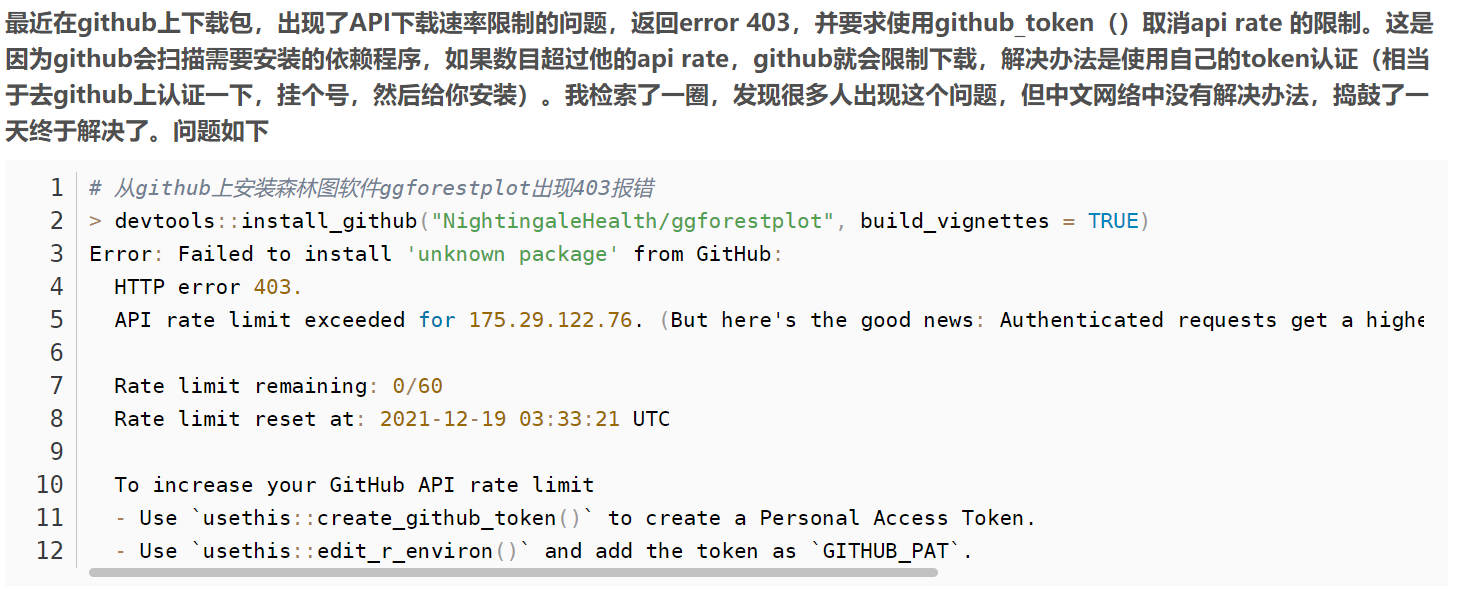 最近在github上下载包，出现了API下载速率限制的问题，返回error 403，并要求使用github_token（）取消api rate 的限制。这是
因为github会扫描需要安装的依赖程序，如果数目超过他的api rate，github就会限制下载，解决办法是使用自己的token认证（相当
于去github上认证一下，挂个号，然后给你安装）。我检索了一圈，发现很多人出现这个问题，但中文网络中没有解决办法，捣鼓了一
天终于解决了。问题如下
1 # 从github上安装森林图软件ggforestplot出现403报错
2 > devtools::install_github("NightingaleHealth/ggforestplot", build_vignettes = TRUE)
3 Error: Failed to install 'unknown package' from GitHub:
4 HTTP error 403.
5 API rate limit exceeded for 175.29.122.76. (But here's the good news: Authenticated requests get a highe
6
7 Rate limit remaining: 0/60
8 Rate limit reset at: 2021-12-19 03:33:21 UTC
9
10 To increase your GitHub API rate limit
11 - Use `usethis::create_github_token()` to create a Personal Access Token.
12 - Use `usethis::edit_r_environ()` and add the token as `GITHUB_PAT`.